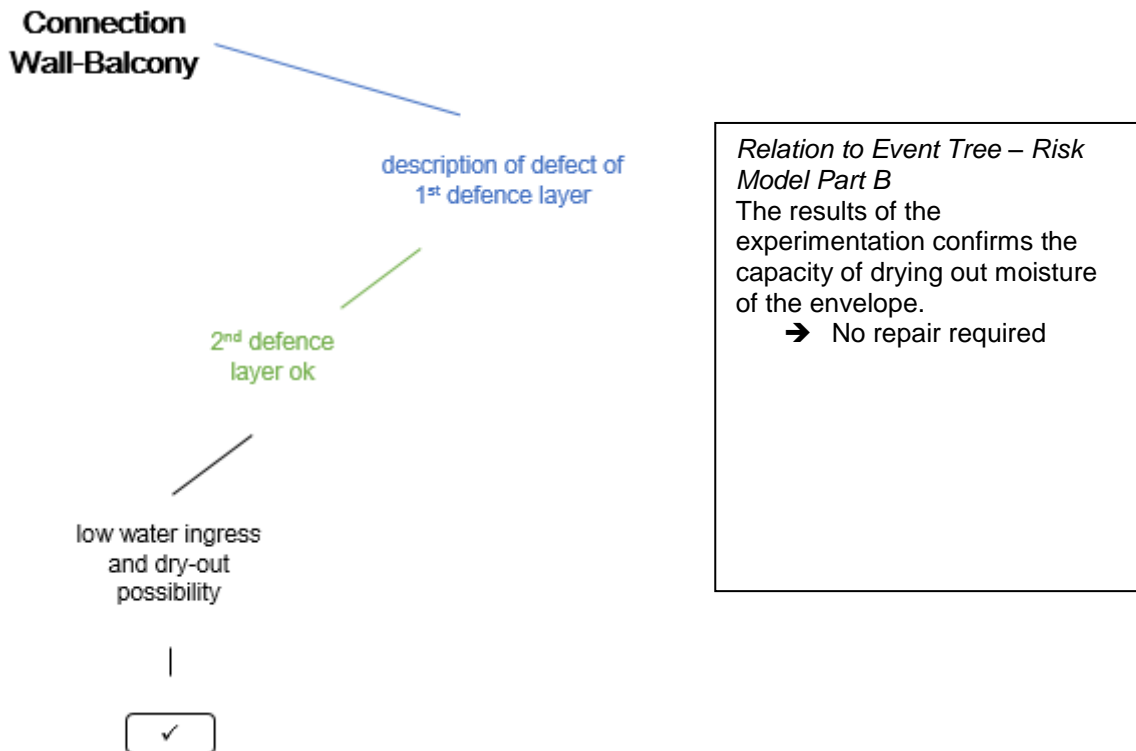 Connection
Wall-Balcony
description of defect of
1st defence layer
2nd defence
layer ok
low water ingress
and dry-out
possibility
✓
Relation to Event Tree – Risk
Model Part B
The results of the
experimentation confirms the
capacity of drying out moisture
of the envelope.
➔ No repair required